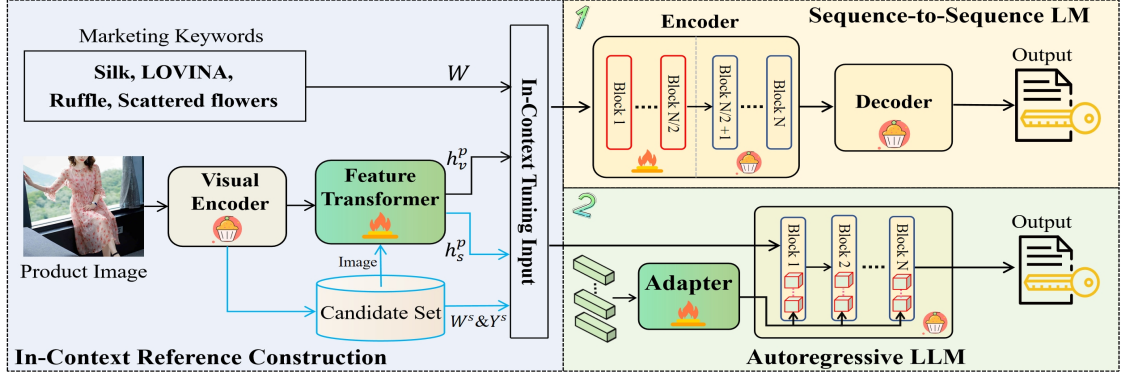 Marketing Keywords
Silk, LOVINA,
Ruffle, Scattered flowers
W
Visual
Encoder
Feature
Transformer
h_v^p
h_s^p
Product Image
Image
Candidate Set
W^s&Y^s
In-Context Reference Construction
In-Context Tuning Input
1
Encoder
Sequence-to-Sequence LM
Block 1
Block N/2
Block N/2 +1
Block N
Decoder
Output
2
Adapter
Block 1
Block 2
Block N
Output
Autoregressive LLM